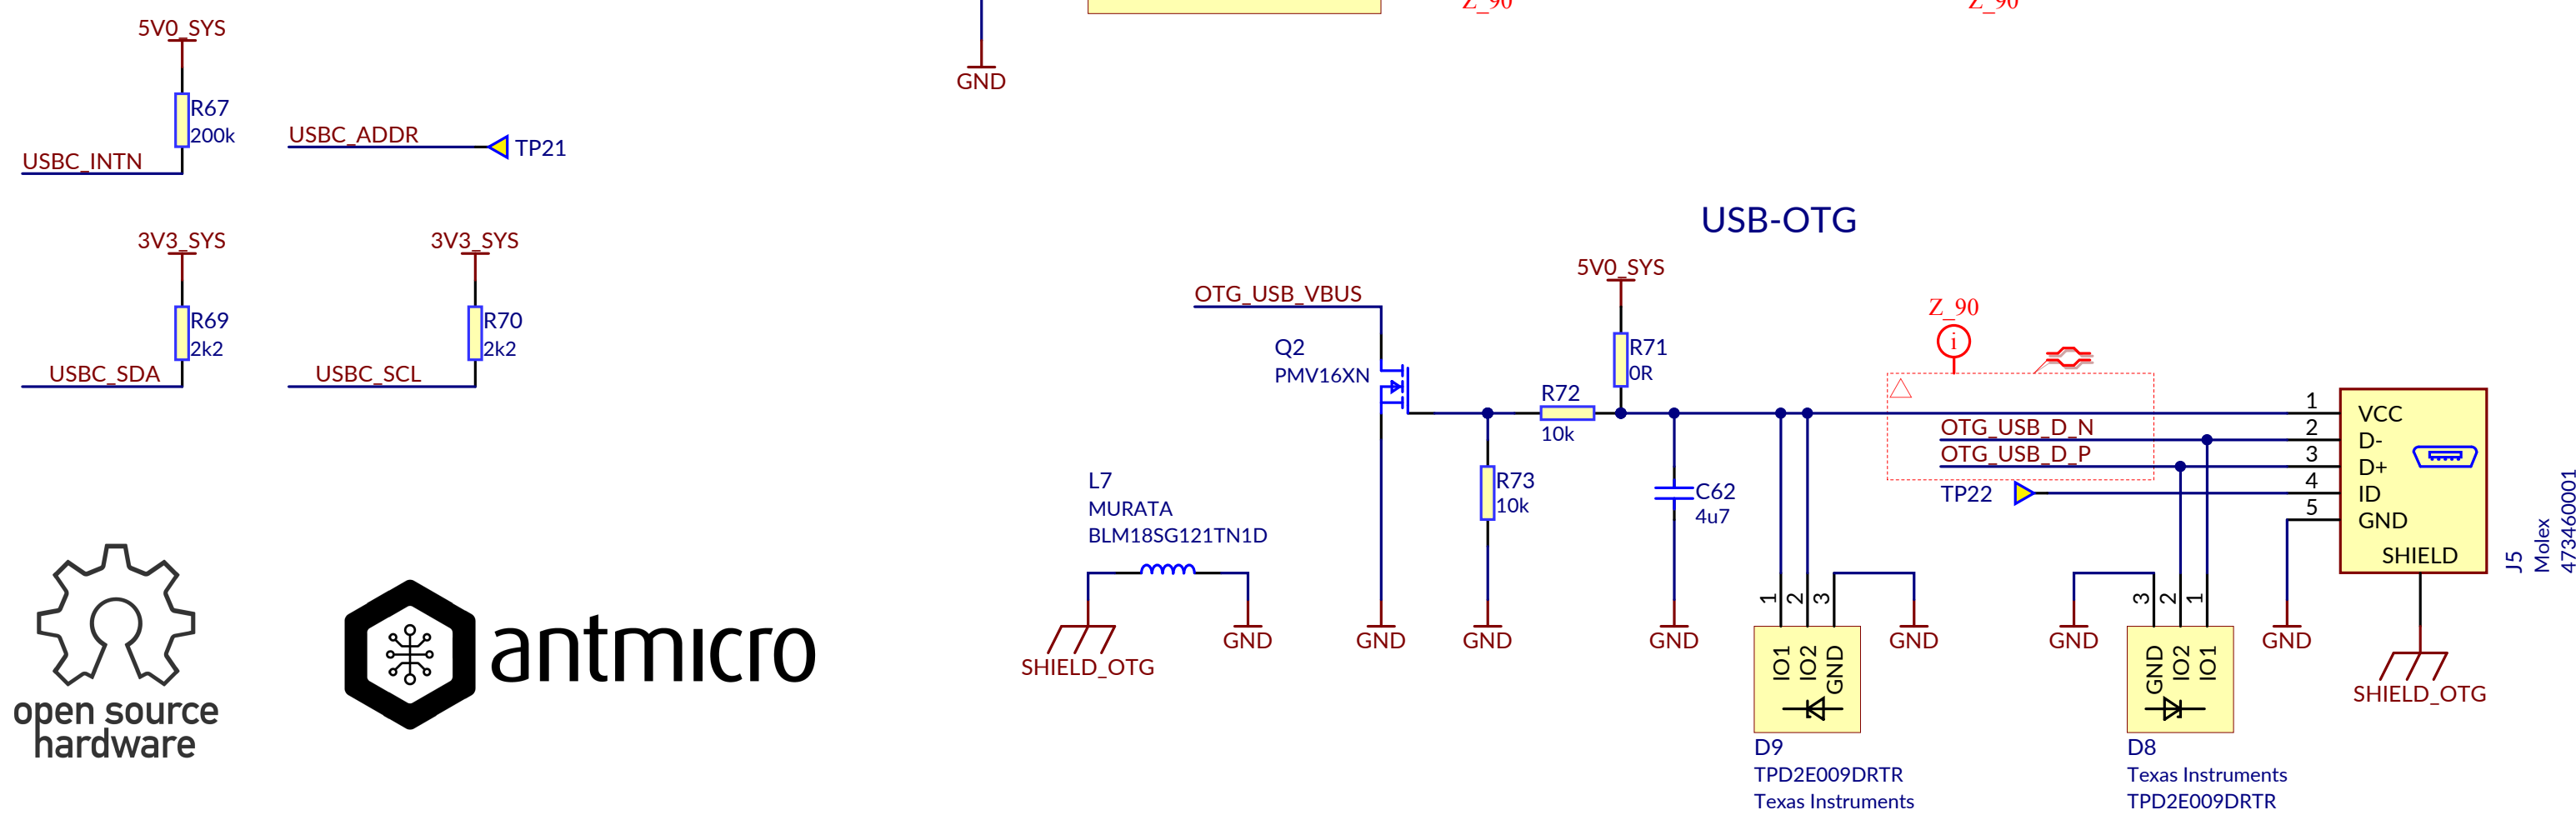 Z_90
Z_90
GND
5V0_SYS
R67
200k
USBC_INTN
USBC_ADDR
TP21
3V3_SYS
R69
2k2
USBC_SDA
3V3_SYS
R70
2k2
USBC_SCL
open source
hardware
antmicro
USB-OTG
OTG_USB_VBUS
Q2
PMV16XN
5V0_SYS
R71
0R
R72
10k
R73
10k
C62
4u7
L7
MURATA
BLM18SG121TN1D
SHIELD_OTG
GND
GND
GND
GND
Z_90
i
OTG_USB_D_N
OTG_USB_D_P
TP22
1
2
3
4
5
VCC
D-
D+
ID
GND
SHIELD
J5
Molex
473460001
1
2
3
GND
IO1
IO2
GND
D9
TPD2E009DRTR
Texas Instruments
GND
3
2
1
GND
IO2
IO1
D8
Texas Instruments
TPD2E009DRTR
GND
SHIELD_OTG